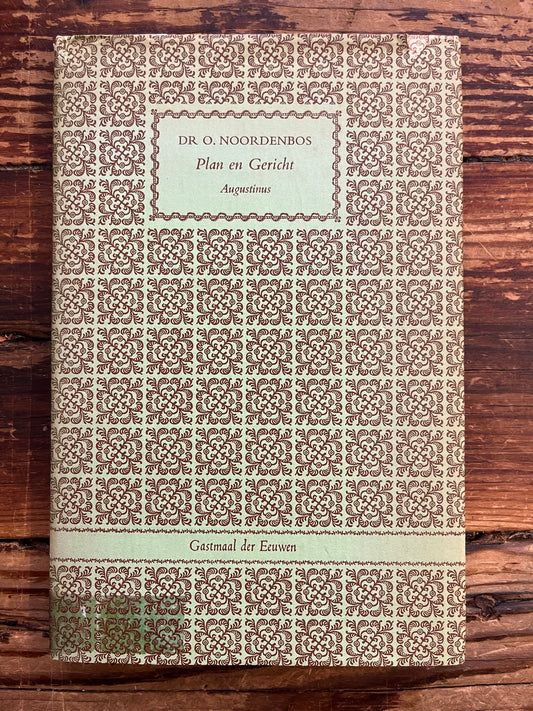 DR O. NOORDENBOS
Plan en Gericht
Augustinus
Gastmaal der Eeuwen